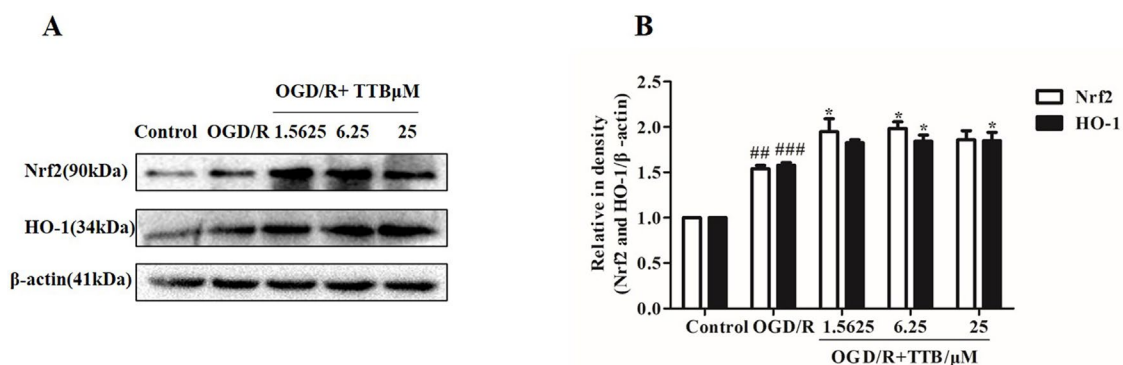 A
OGD/R+ TTBμM
Control OGD/R 1.5625 6.25 25
Nrf2(90kDa)
HO-1(34kDa)
β-actin(41kDa)
B
Relative in density
(Nrf2 and HO-1/β -actin)
2.5
2.0
1.5
1.0
0.5
0.0
## ###
*
* *
*
Nrf2
HO-1
Control OGD/R 1.5625 6.25 25
OGD/R+TTB/μM